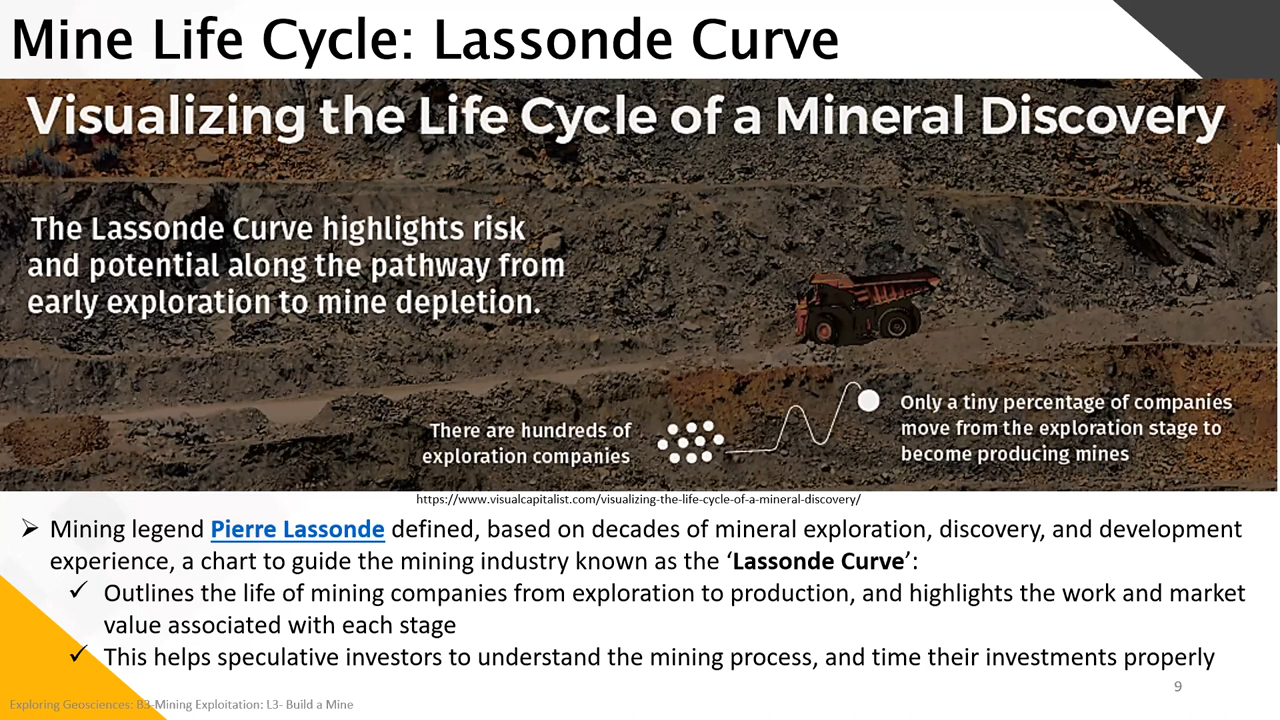 Mine Life Cycle: Lassonde Curve
Visualizing the Life Cycle of a Mineral Discovery
The Lassonde Curve highlights risk
and potential along the pathway from
early exploration to mine depletion.
There are hundreds of
exploration companies
Only a tiny percentage of companies
move from the exploration stage to
become producing mines
https://www.visualcapitalist.com/visualizing-the-life-cycle-of-a-mineral-discovery/
➢ Mining legend Pierre Lassonde defined, based on decades of mineral exploration, discovery, and development
experience, a chart to guide the mining industry known as the ‘Lassonde Curve’:
✓ Outlines the life of mining companies from exploration to production, and highlights the work and market
value associated with each stage
✓ This helps speculative investors to understand the mining process, and time their investments properly
9
Exploring Geosciences: B3-Mining Exploitation: L3- Build a Mine